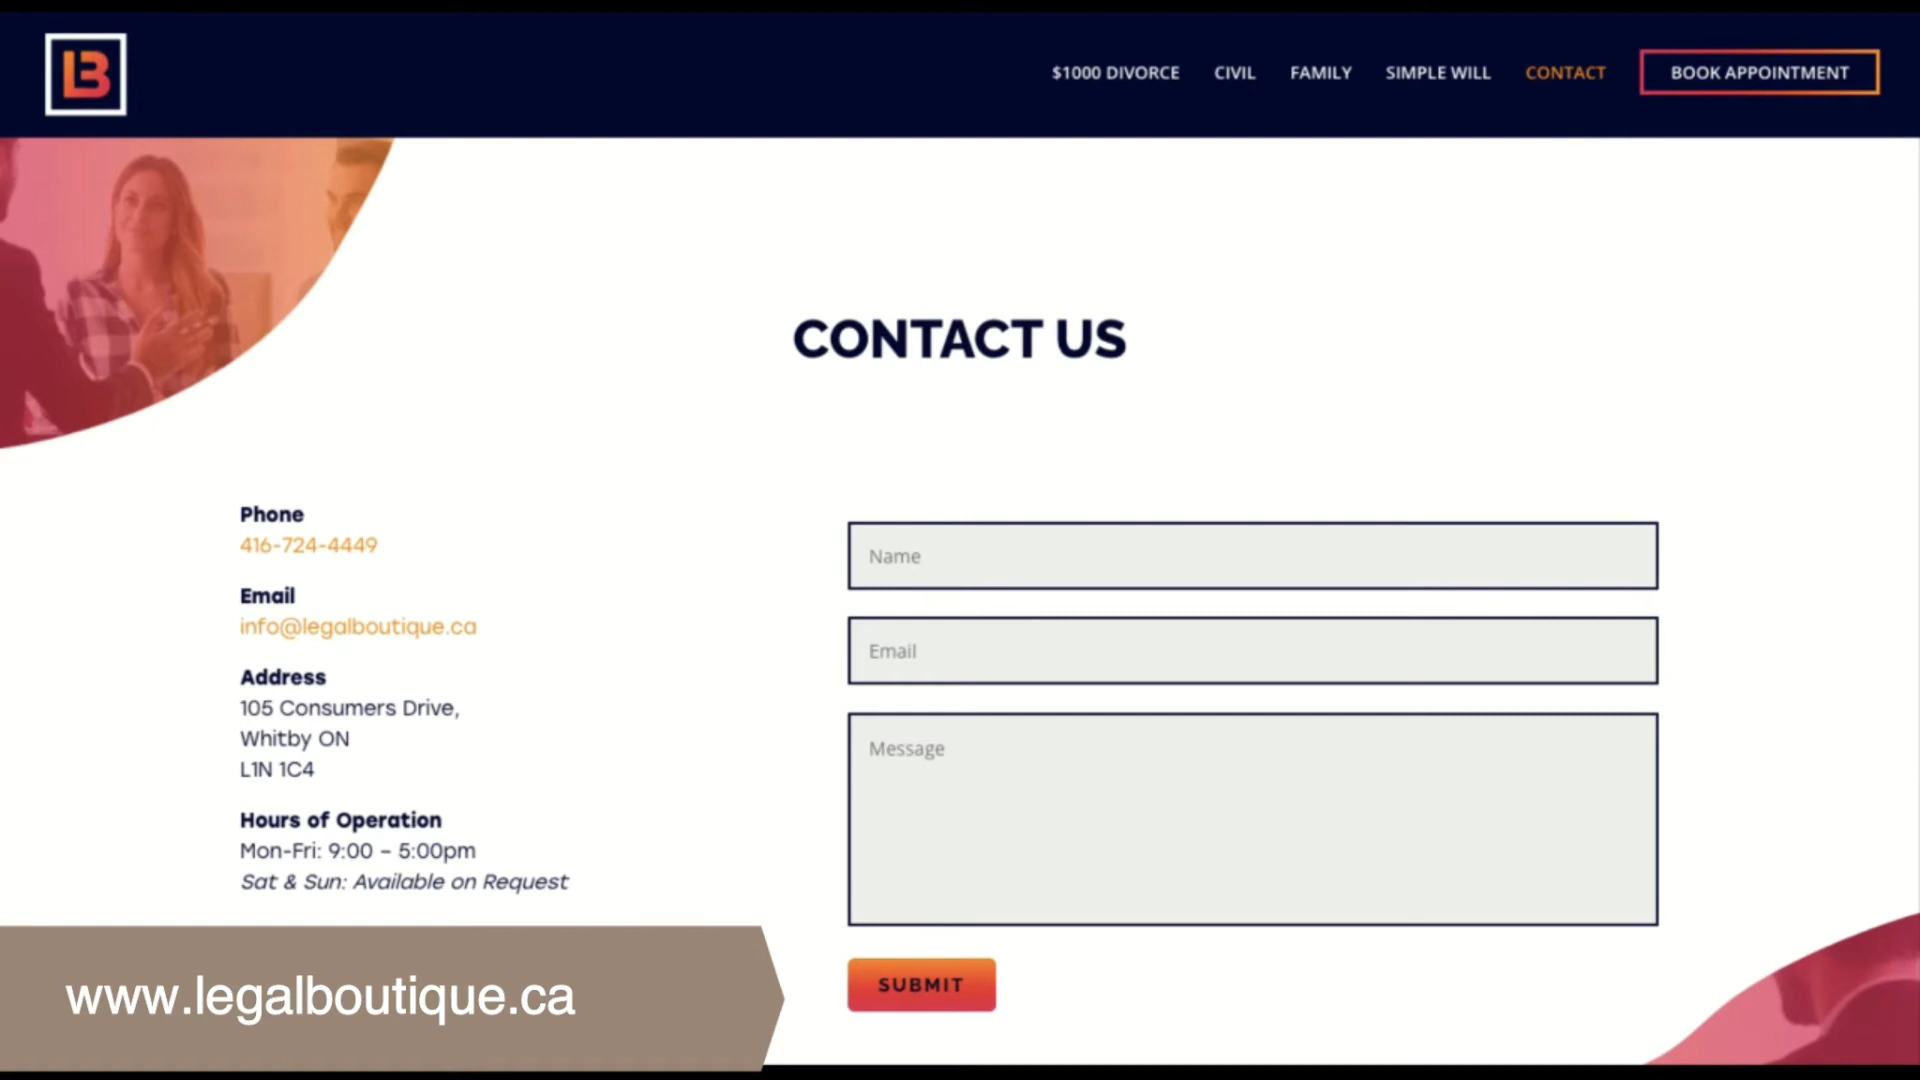 LB
$1000 DIVORCE CIVIL FAMILY SIMPLE WILL CONTACT BOOK APPOINTMENT
CONTACT US
Phone
416-724-4449
Email
info@legalboutique.ca
Address
105 Consumers Drive,
Whitby ON
L1N 1C4
Hours of Operation
Mon-Fri: 9:00 – 5:00pm
Sat & Sun: Available on Request
Name
Email
Message
SUBMIT
www.legalboutique.ca